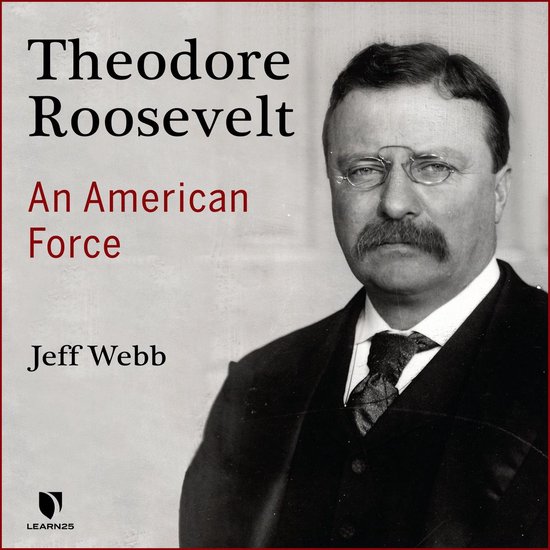 Theodore
Roosevelt
An American
Force
Jeff Webb
LEARN25